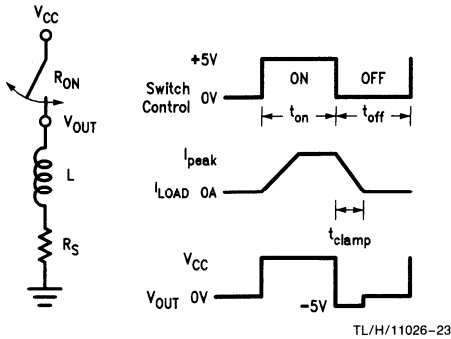 VCC
RON
VOUT
L
RS
+5V
Switch
Control
0V
ON
OFF
ton
toff
Ipeak
ILOAD 0A
tclamp
VCC
VOUT 0V
−5V
TL/H/11026–23